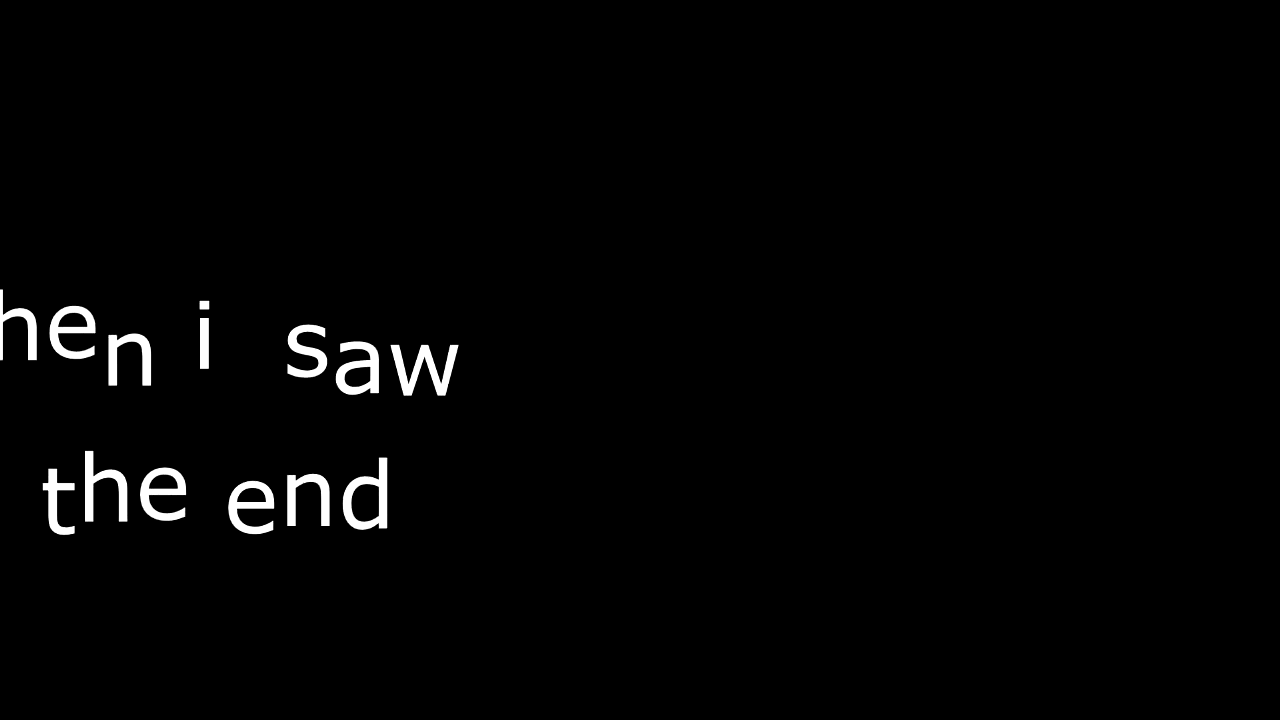 hen i saw
the end